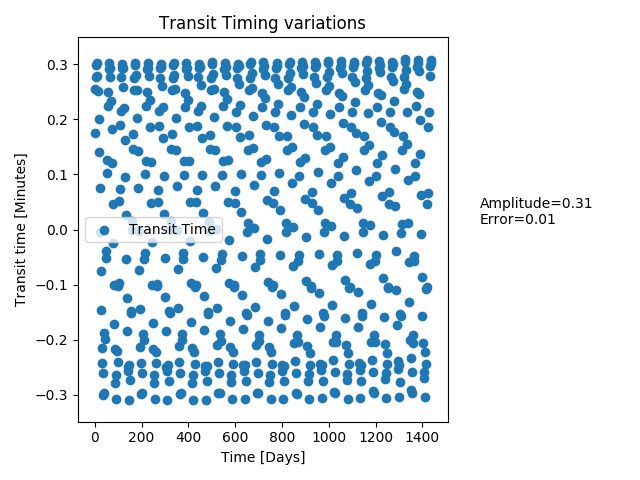 Transit Timing variations
Transit time [Minutes]
0.3
0.2
0.1
0.0
−0.1
−0.2
−0.3
Transit Time
0 200 400 600 800 1000 1200 1400
Time [Days]
Amplitude=0.31
Error=0.01